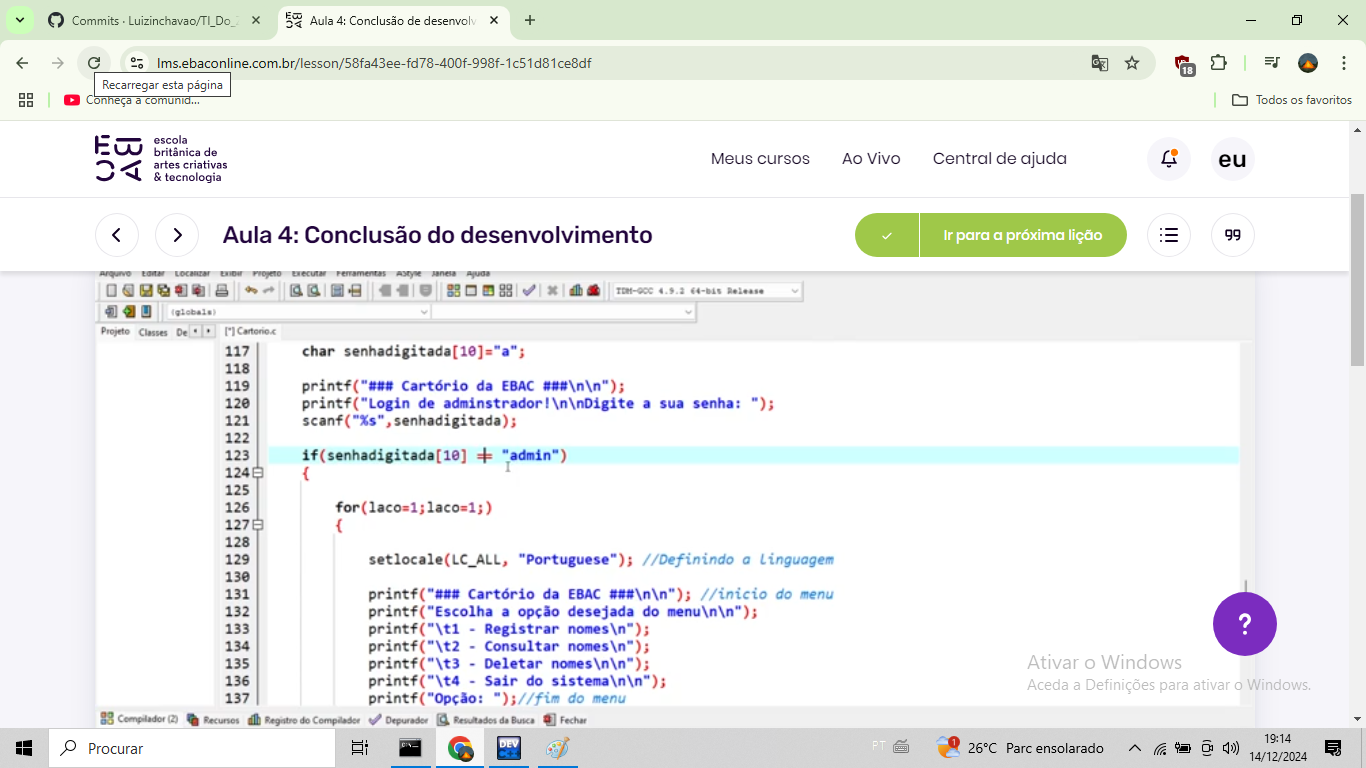 Commits · Luizinchavao/TI_Do_
Aula 4: Conclusão de desenvolv
lms.ebaconline.com.br/lesson/58fa43ee-fd78-400f-998f-1c51d81ce8df
18
Recarregar esta página
Conheça a comunid...
Todos os favoritos
EBAC
escola
britânica de
artes criativas
& tecnologia
Meus cursos
Ao Vivo
Central de ajuda
eu
Aula 4: Conclusão do desenvolvimento
Ir para a próxima lição
Arquivo Editar Localizar Exibir Projeto Executar Ferramentas AStyle Janela Ajuda
TDM-GCC 4.9.2 64-bit Release
(globals)
Projeto Classes De
[*] Cartorio.c
117 char senhadigitada[10]="a";
118
119 printf("### Cartório da EBAC ###\n\n");
120 printf("Login de adminstrador!\n\nDigite a sua senha: ");
121 scanf("%s",senhadigitada);
122
123 if(senhadigitada[10] == "admin")
124 {
125
126 for(laco=1;laco=1;)
127 {
128
129 setlocale(LC_ALL, "Portuguese"); //Definindo a linguagem
130
131 printf("### Cartório da EBAC ###\n\n"); //inicio do menu
132 printf("Escolha a opção desejada do menu\n\n");
133 printf("\t1 - Registrar nomes\n");
134 printf("\t2 - Consultar nomes\n");
135 printf("\t3 - Deletar nomes\n\n");
136 printf("\t4 - Sair do sistema\n\n");
137 printf("Opção: ");//fim do menu
?
Ativar o Windows
Aceda a Definições para ativar o Windows.
Compilador (2) Recursos Registro do Compilador Depurador Resultados da Busca Fechar
Procurar
DEV
PT
1
26°C Parc ensolarado
19:14
14/12/2024